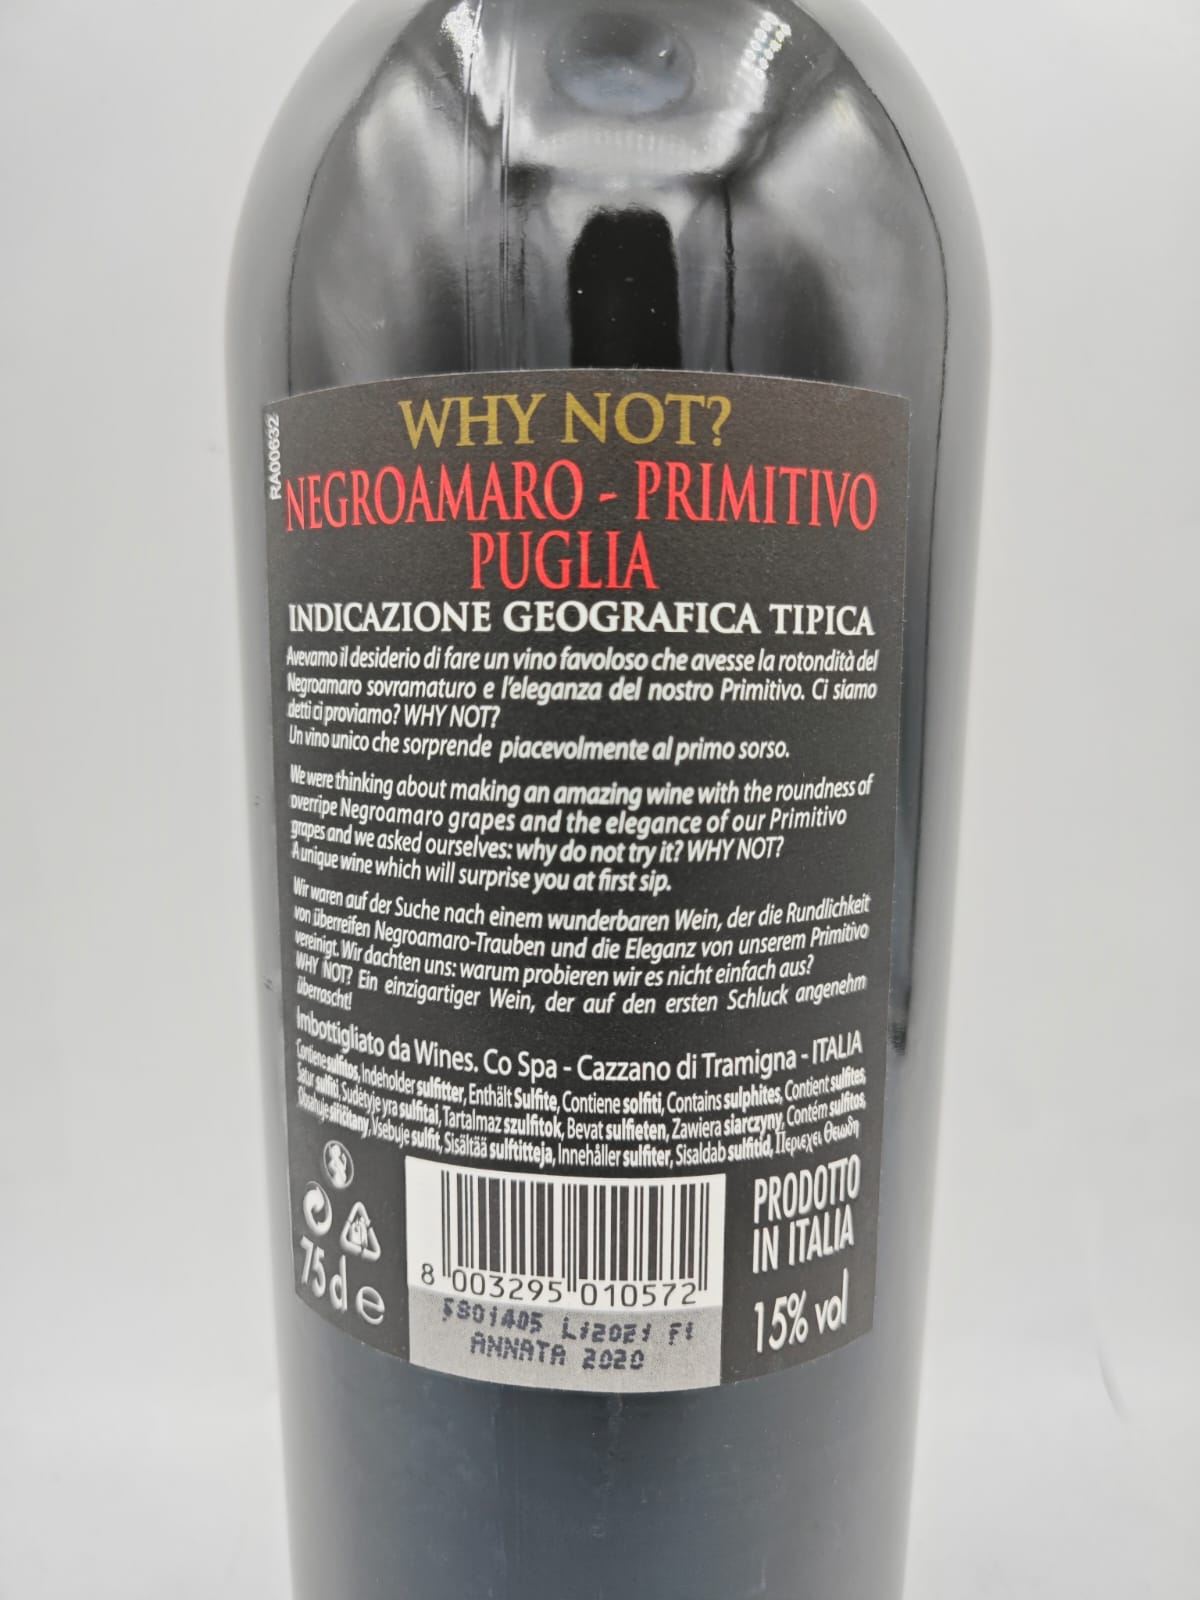 RA00632
WHY NOT?
NEGROAMARO - PRIMITIVO
PUGLIA
INDICAZIONE GEOGRAFICA TIPICA
Avevamo il desiderio di fare un vino favoloso che avesse la rotondità del
Negroamaro sovramaturo e l'eleganza del nostro Primitivo. Ci siamo
detti ci proviamo? WHY NOT?
Un vino unico che sorprende piacevolmente al primo sorso.
We were thinking about making an amazing wine with the roundness of
overripe Negroamaro grapes and the elegance of our Primitivo
grapes and we asked ourselves: why do not try it? WHY NOT?
A unique wine which will surprise you at first sip.
Wir waren auf der Suche nach einem wunderbaren Wein, der die Rundlichkeit
von überreifen Negroamaro-Trauben und die Eleganz von unserem Primitivo
vereinigt. Wir dachten uns: warum probieren wir es nicht einfach aus?
WHY NOT? Ein einzigartiger Wein, der auf den ersten Schluck angenehm
überrascht!
Imbottigliato da Wines. Co Spa - Cazzano di Tramigna - ITALIA
Contiene sulfitos, Indeholder sulfitter, Enthält Sulfite, Contiene solfiti, Contains sulphites, Contient sulfites,
Satur sulfiti, Sudėtyje yra sulfitai, Tartalmaz szulfitok, Bevat sulfieten, Zawiera siarczyny, Contém sulfitos,
Obsahuje siřičitany, Vsebuje sulfit, Sisältää sulftitteja, Innehåller sulfiter, Sisaldab sulfitid, Περιεχει
75 cl e
8 003295 010572
ANNATA 2020
PRODOTTO
IN ITALIA
15% vol